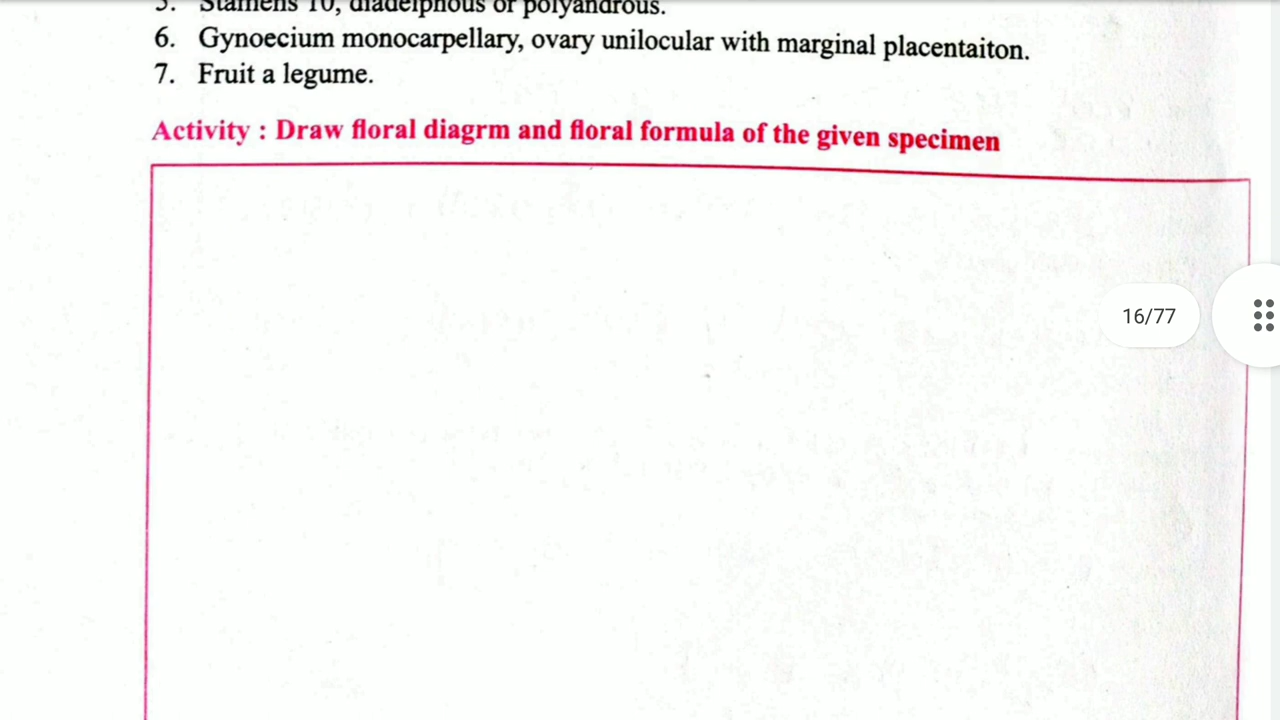 5. Stamens 10, diadelphous or polyandrous.
6. Gynoecium monocarpellary, ovary unilocular with marginal placentaiton.
7. Fruit a legume.
Activity : Draw floral diagrm and floral formula of the given specimen
16/77